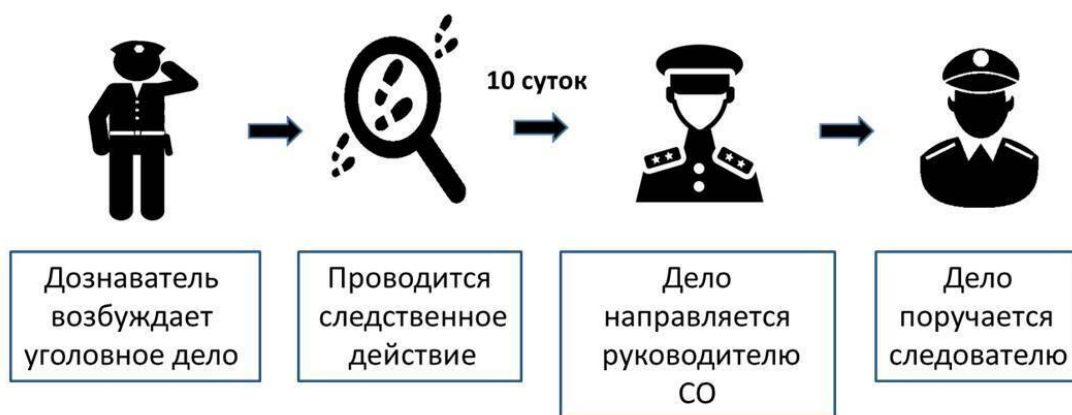 10 суток
Дознаватель
возбуждает
уголовное дело
Проводится
следственное
действие
Дело
направляется
руководителю
СО
Дело
поручается
следователю